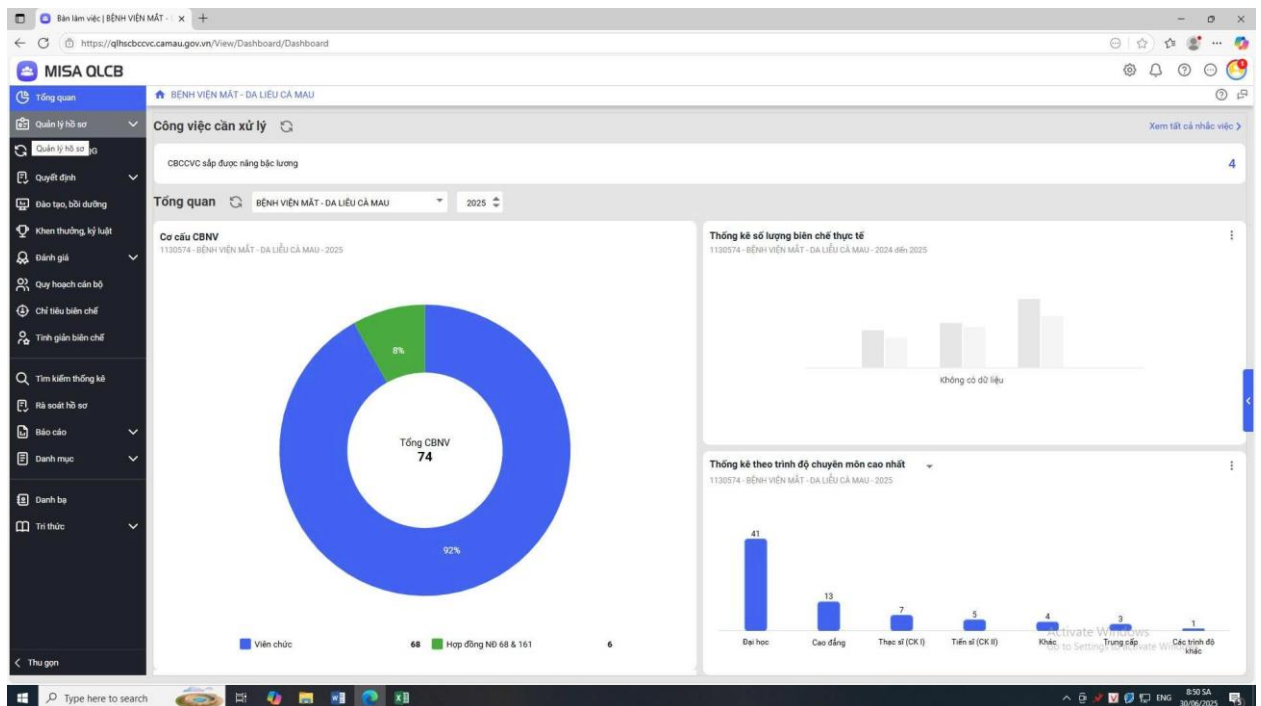 Bàn làm việc | BỆNH VIỆN MẮT -
https://qlhscbccvc.camau.gov.vn/View/Dashboard/Dashboard
MISA QLCB
Tổng quan
Quản lý hồ sơ
Quản lý hồ sơ
Quyết định
Đào tạo, bồi dưỡng
Khen thưởng, kỷ luật
Đánh giá
Quy hoạch cán bộ
Chỉ tiêu biên chế
Tinh giản biên chế
Tìm kiếm thống kê
Rà soát hồ sơ
Báo cáo
Danh mục
Danh bạ
Tri thức
Thu gọn
BỆNH VIỆN MẮT - DA LIỄU CÀ MAU
Công việc cần xử lý
Xem tất cả nhắc việc
CBCCVC sắp được nâng bậc lương
4
Tổng quan
BỆNH VIỆN MẮT - DA LIỄU CÀ MAU
2025
Cơ cấu CBNV
1130574 - BỆNH VIỆN MẮT - DA LIỄU CÀ MAU - 2025
8%
Tổng CBNV
74
92%
Viên chức 68
Hợp đồng NĐ 68 & 161 6
Thống kê số lượng biên chế thực tế
1130574 - BỆNH VIỆN MẮT - DA LIỄU CÀ MAU - 2024 đến 2025
Không có dữ liệu
Thống kê theo trình độ chuyên môn cao nhất
1130574 - BỆNH VIỆN MẮT - DA LIỄU CÀ MAU - 2025
41
13
7
5
4
3
1
Đại học
Cao đẳng
Thạc sĩ (CK I)
Tiến sĩ (CK II)
Khác
Trung cấp
Các trình độ
khác
Activate Windows
Go to Settings to activate Windows
Type here to search
ENG
8:50 SA
30/06/2025